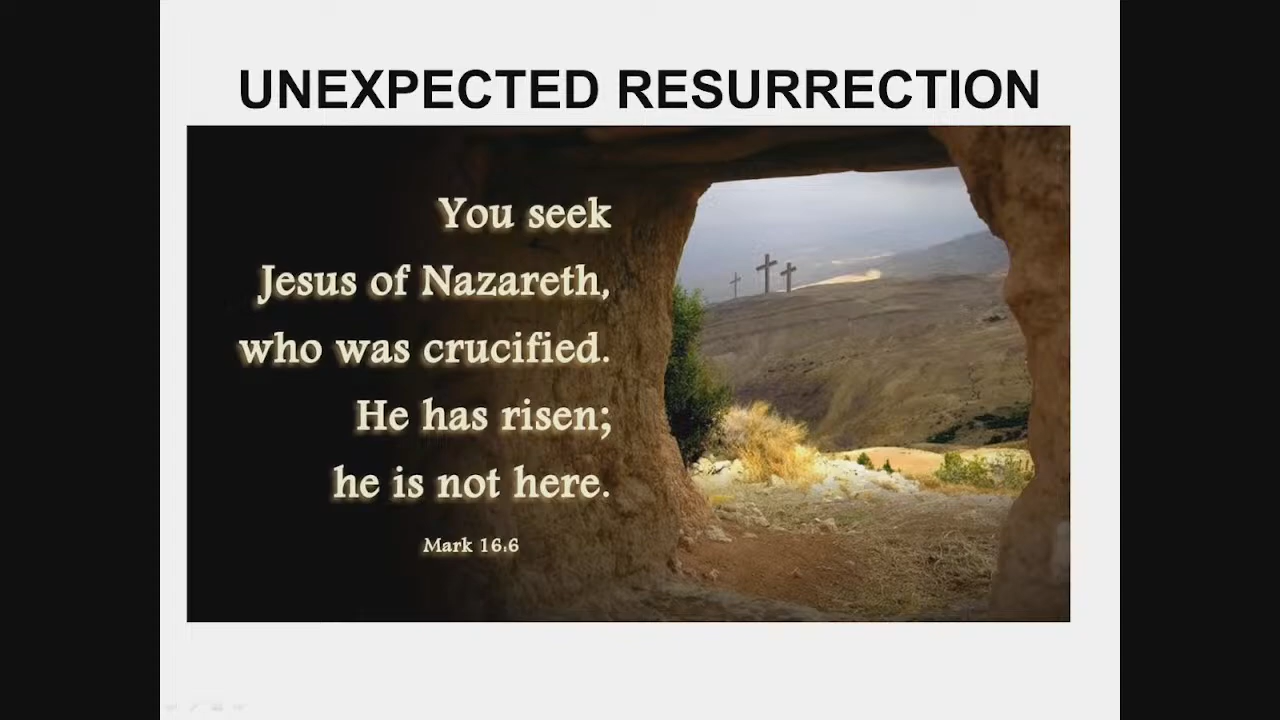 UNEXPECTED RESURRECTION
You seek
Jesus of Nazareth,
who was crucified.
He has risen;
he is not here.
Mark 16.6